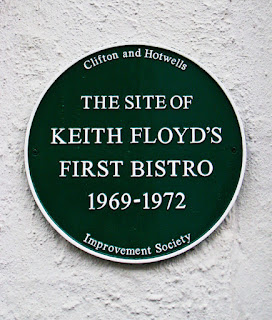 Clifton and Hotwells
THE SITE OF
KEITH FLOYD'S
FIRST BISTRO
1969-1972
Improvement Society